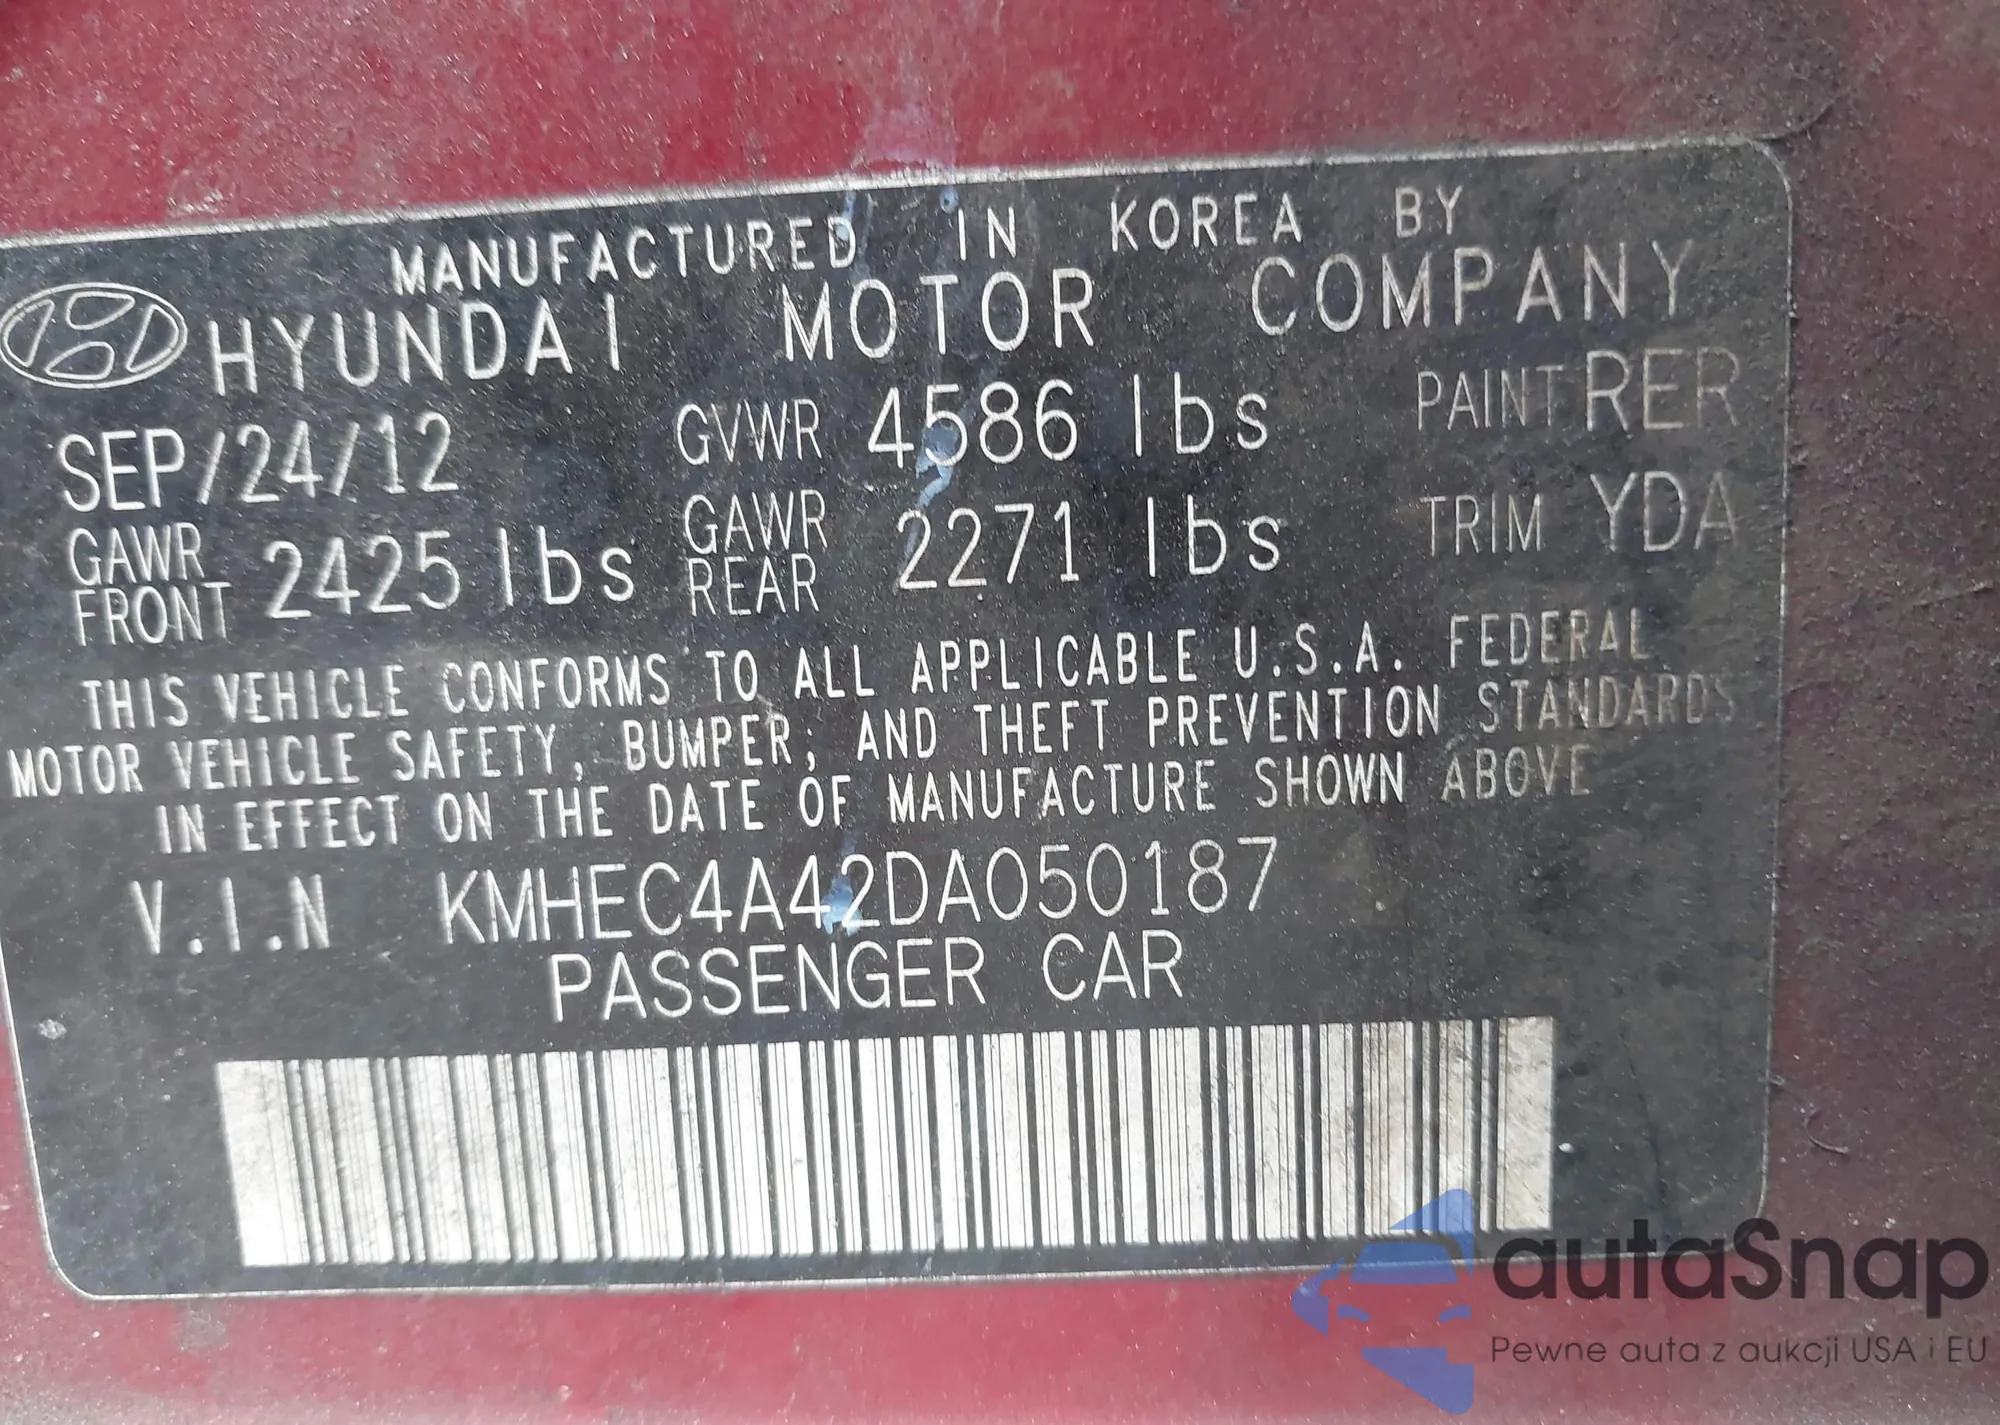 MANUFACTURED IN KOREA BY
HYUNDAI MOTOR COMPANY
SEP/24/12 GVWR 4586 lbs PAINT RER
GAWR FRONT 2425 lbs GAWR REAR 2271 lbs TRIM YDA
THIS VEHICLE CONFORMS TO ALL APPLICABLE U.S.A. FEDERAL
MOTOR VEHICLE SAFETY, BUMPER, AND THEFT PREVENTION STANDARDS
IN EFFECT ON THE DATE OF MANUFACTURE SHOWN ABOVE
V.I.N KMHEC4A42DA050187
PASSENGER CAR
autaSnap
Pewne auta z aukcji USA i EU